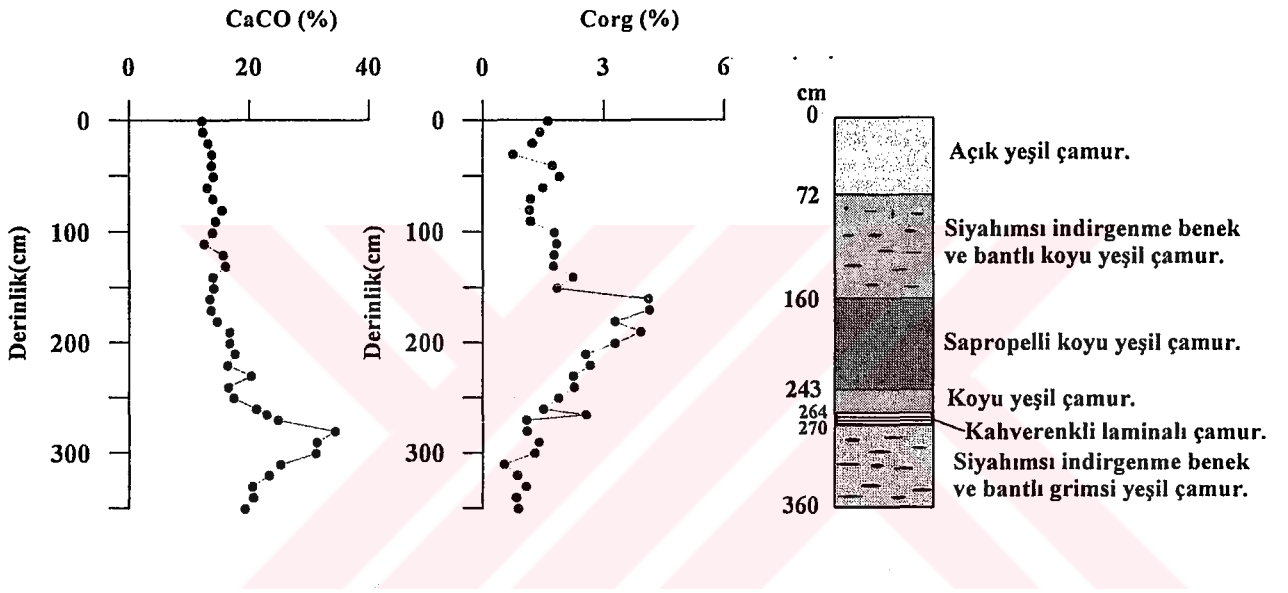 CaCO (%)
0 20 40
Derinlik(cm)
0
100
200
300
Corg (%)
0 3 6
Derinlik(cm)
0
100
200
300
cm
0
72
160
243
264
270
360
Açık yeşil çamur.
Siyahımsı indirgenme benek
ve bantlı koyu yeşil çamur.
Sapropelli koyu yeşil çamur.
Koyu yeşil çamur.
Kahverenkli laminalı çamur.
Siyahımsı indirgenme benek
ve bantlı grimsi yeşil çamur.